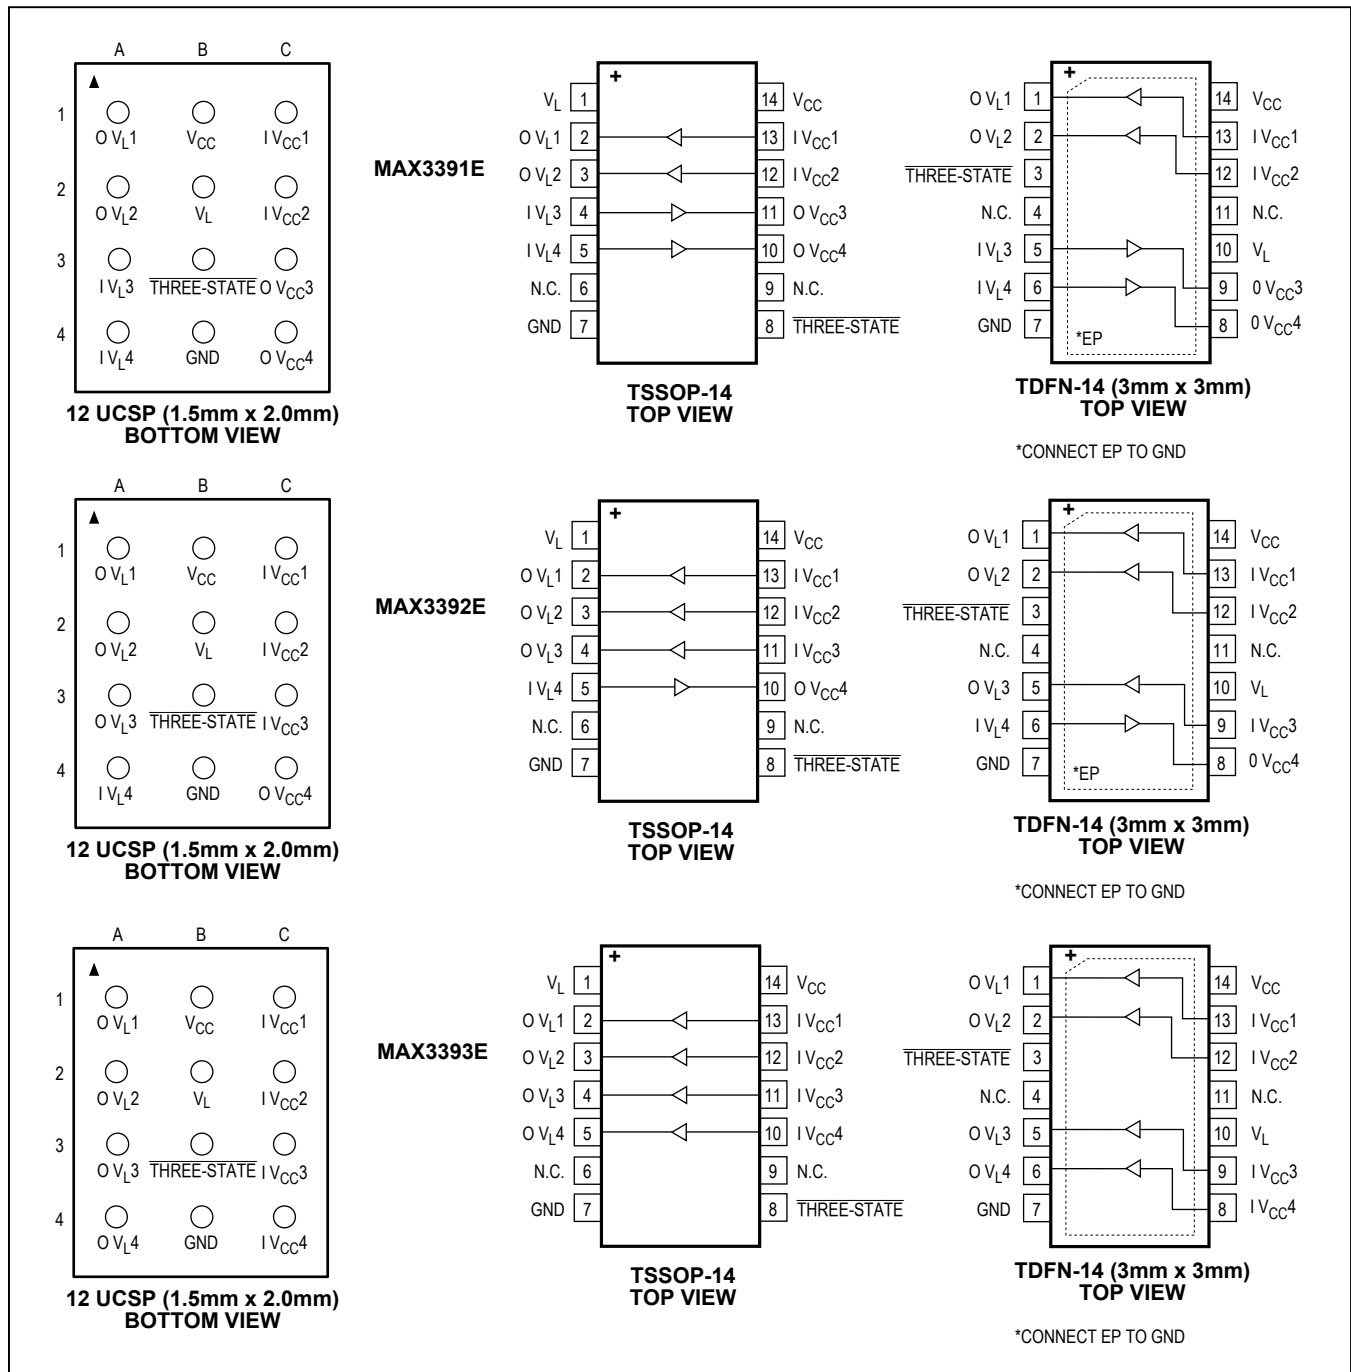 A B C
1
O VL1 VCC I VCC1
2
O VL2 VL I VCC2
3
I VL3 THREE-STATE O VCC3
4
I VL4 GND O VCC4
12 UCSP (1.5mm x 2.0mm)
BOTTOM VIEW
MAX3391E
+
VL 1 14 VCC
O VL1 2 13 I VCC1
O VL2 3 12 I VCC2
I VL3 4 11 O VCC3
I VL4 5 10 O VCC4
N.C. 6 9 N.C.
GND 7 8 THREE-STATE
TSSOP-14
TOP VIEW
+
O VL1 1 14 VCC
O VL2 2 13 I VCC1
THREE-STATE 3 12 I VCC2
N.C. 4 11 N.C.
I VL3 5 10 VL
I VL4 6 9 0 VCC3
GND 7 8 0 VCC4
*EP
TDFN-14 (3mm x 3mm)
TOP VIEW
*CONNECT EP TO GND
A B C
1
O VL1 VCC I VCC1
2
O VL2 VL I VCC2
3
O VL3 THREE-STATE I VCC3
4
I VL4 GND O VCC4
12 UCSP (1.5mm x 2.0mm)
BOTTOM VIEW
MAX3392E
+
VL 1 14 VCC
O VL1 2 13 I VCC1
O VL2 3 12 I VCC2
O VL3 4 11 I VCC3
I VL4 5 10 O VCC4
N.C. 6 9 N.C.
GND 7 8 THREE-STATE
TSSOP-14
TOP VIEW
+
O VL1 1 14 VCC
O VL2 2 13 I VCC1
THREE-STATE 3 12 I VCC2
N.C. 4 11 N.C.
O VL3 5 10 VL
I VL4 6 9 I VCC3
GND 7 8 0 VCC4
*EP
TDFN-14 (3mm x 3mm)
TOP VIEW
*CONNECT EP TO GND
A B C
1
O VL1 VCC I VCC1
2
O VL2 VL I VCC2
3
O VL3 THREE-STATE I VCC3
4
O VL4 GND I VCC4
12 UCSP (1.5mm x 2.0mm)
BOTTOM VIEW
MAX3393E
+
VL 1 14 VCC
O VL1 2 13 I VCC1
O VL2 3 12 I VCC2
O VL3 4 11 I VCC3
O VL4 5 10 I VCC4
N.C. 6 9 N.C.
GND 7 8 THREE-STATE
TSSOP-14
TOP VIEW
+
O VL1 1 14 VCC
O VL2 2 13 I VCC1
THREE-STATE 3 12 I VCC2
N.C. 4 11 N.C.
O VL3 5 10 VL
O VL4 6 9 I VCC3
GND 7 8 I VCC4
*EP
TDFN-14 (3mm x 3mm)
TOP VIEW
*CONNECT EP TO GND